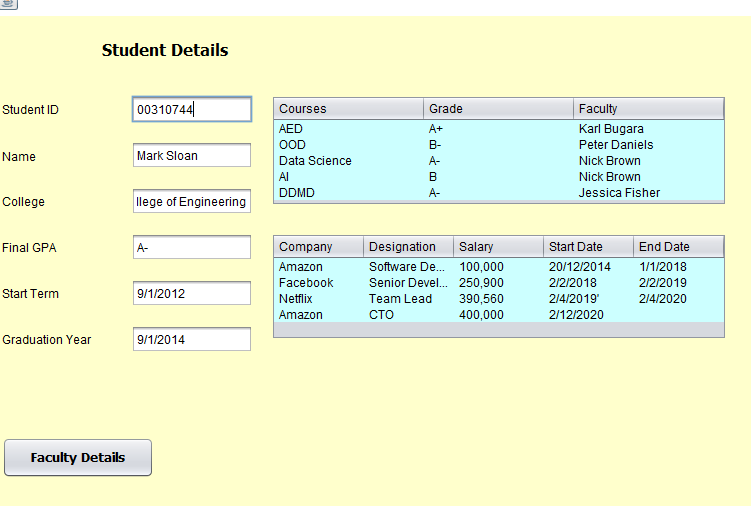 Student Details
Student ID 00310744
Name Mark Sloan
College llege of Engineering
Final GPA A-
Start Term 9/1/2012
Graduation Year 9/1/2014
Courses Grade Faculty
AED A+ Karl Bugara
OOD B- Peter Daniels
Data Science A- Nick Brown
AI B Nick Brown
DDMD A- Jessica Fisher
Company Designation Salary Start Date End Date
Amazon Software De... 100,000 20/12/2014 1/1/2018
Facebook Senior Devel... 250,900 2/2/2018 2/2/2019
Netflix Team Lead 390,560 2/4/2019' 2/4/2020
Amazon CTO 400,000 2/12/2020
Faculty Details